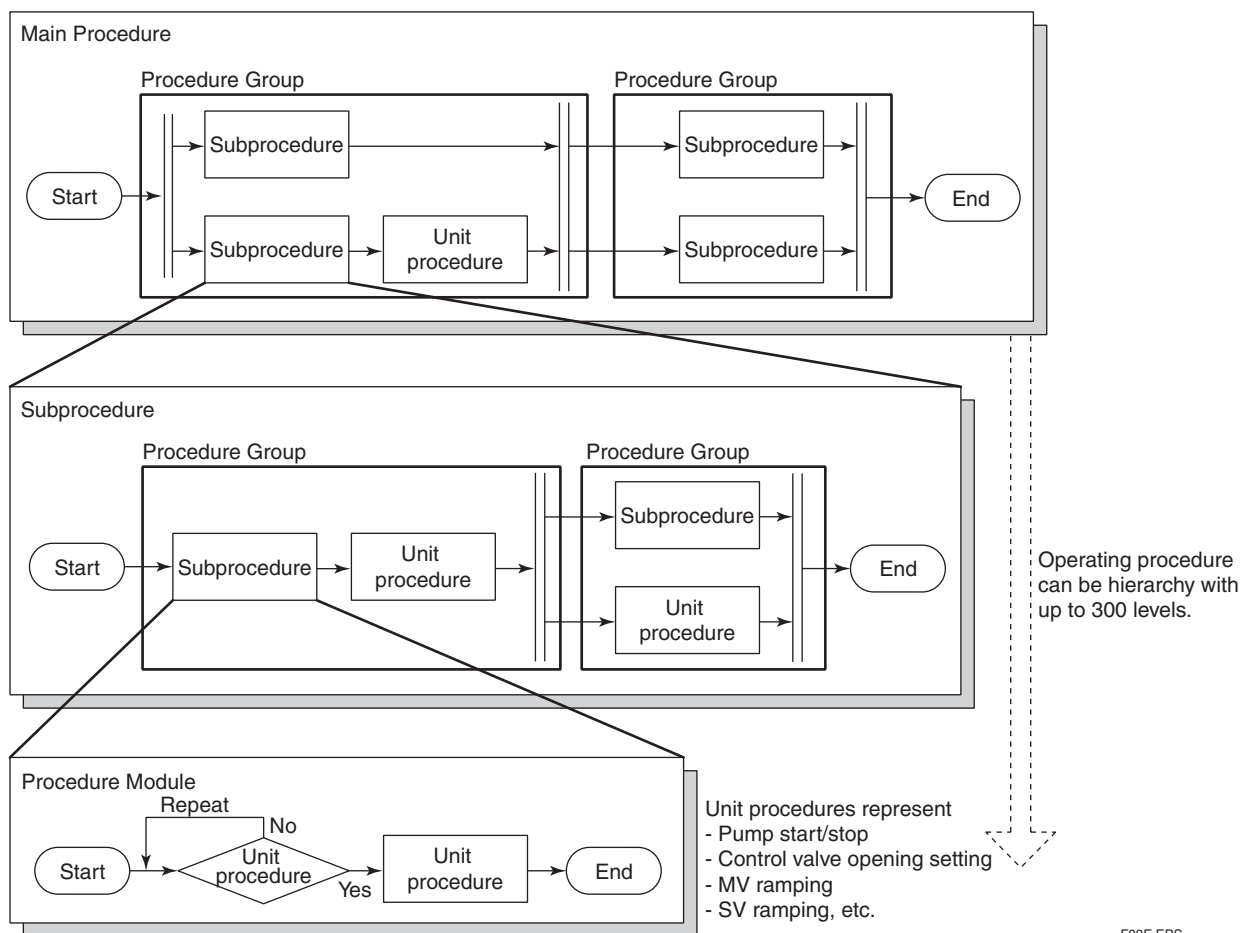 Main Procedure
Procedure Group
Procedure Group
Subprocedure
Subprocedure
Start
End
Subprocedure
Unit
procedure
Subprocedure
Subprocedure
Procedure Group
Procedure Group
Subprocedure
Start
Subprocedure
Unit
procedure
End
Unit
procedure
Operating procedure
can be hierarchy with
up to 300 levels.
Procedure Module
Repeat
No
Start
Unit
procedure
Yes
Unit
procedure
End
Unit procedures represent
- Pump start/stop
- Control valve opening setting
- MV ramping
- SV ramping, etc.